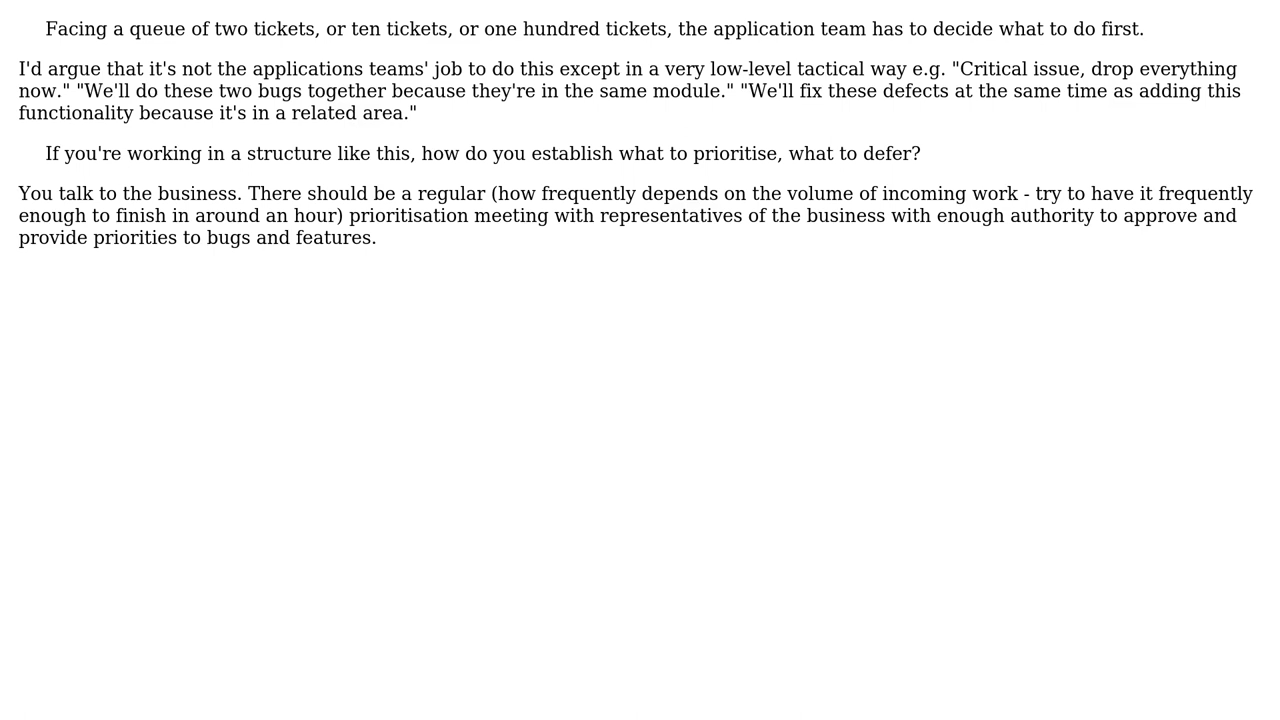 Facing a queue of two tickets, or ten tickets, or one hundred tickets, the application team has to decide what to do first.
I'd argue that it's not the applications teams' job to do this except in a very low-level tactical way e.g. "Critical issue, drop everything
now." "We'll do these two bugs together because they're in the same module." "We'll fix these defects at the same time as adding this
functionality because it's in a related area."
If you're working in a structure like this, how do you establish what to prioritise, what to defer?
You talk to the business. There should be a regular (how frequently depends on the volume of incoming work - try to have it frequently
enough to finish in around an hour) prioritisation meeting with representatives of the business with enough authority to approve and
provide priorities to bugs and features.